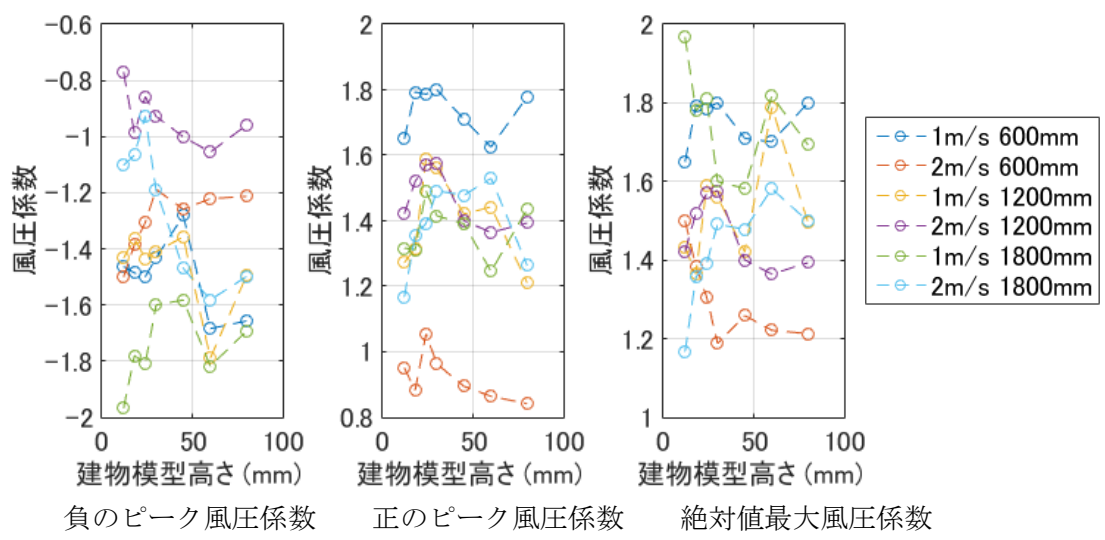 -0.6
-0.8
-1
-1.2
-1.4
-1.6
-1.8
-2
風圧係数
0 50 100
建物模型高さ(mm)
負のピーク風圧係数
2
1.8
1.6
1.4
1.2
1
0.8
風圧係数
0 50 100
建物模型高さ(mm)
正のピーク風圧係数
2
1.8
1.6
1.4
1.2
1
風圧係数
0 50 100
建物模型高さ(mm)
絶対値最大風圧係数
1m/s 600mm
2m/s 600mm
1m/s 1200mm
2m/s 1200mm
1m/s 1800mm
2m/s 1800mm